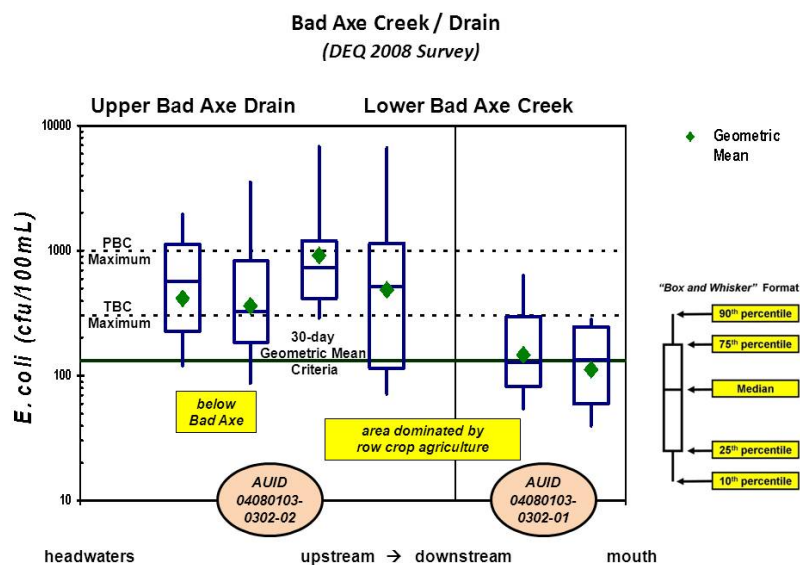 Bad Axe Creek / Drain
(DEQ 2008 Survey)
Upper Bad Axe Drain
Lower Bad Axe Creek
E. coli (cfu/100mL)
10000
1000
100
10
PBC
Maximum
TBC
Maximum
30-day
Geometric Mean
Criteria
below
Bad Axe
area dominated by
row crop agriculture
AUID
04080103-
0302-02
AUID
04080103-
0302-01
headwaters
upstream → downstream
mouth
Geometric
Mean
"Box and Whisker" Format
90th percentile
75th percentile
Median
25th percentile
10th percentile